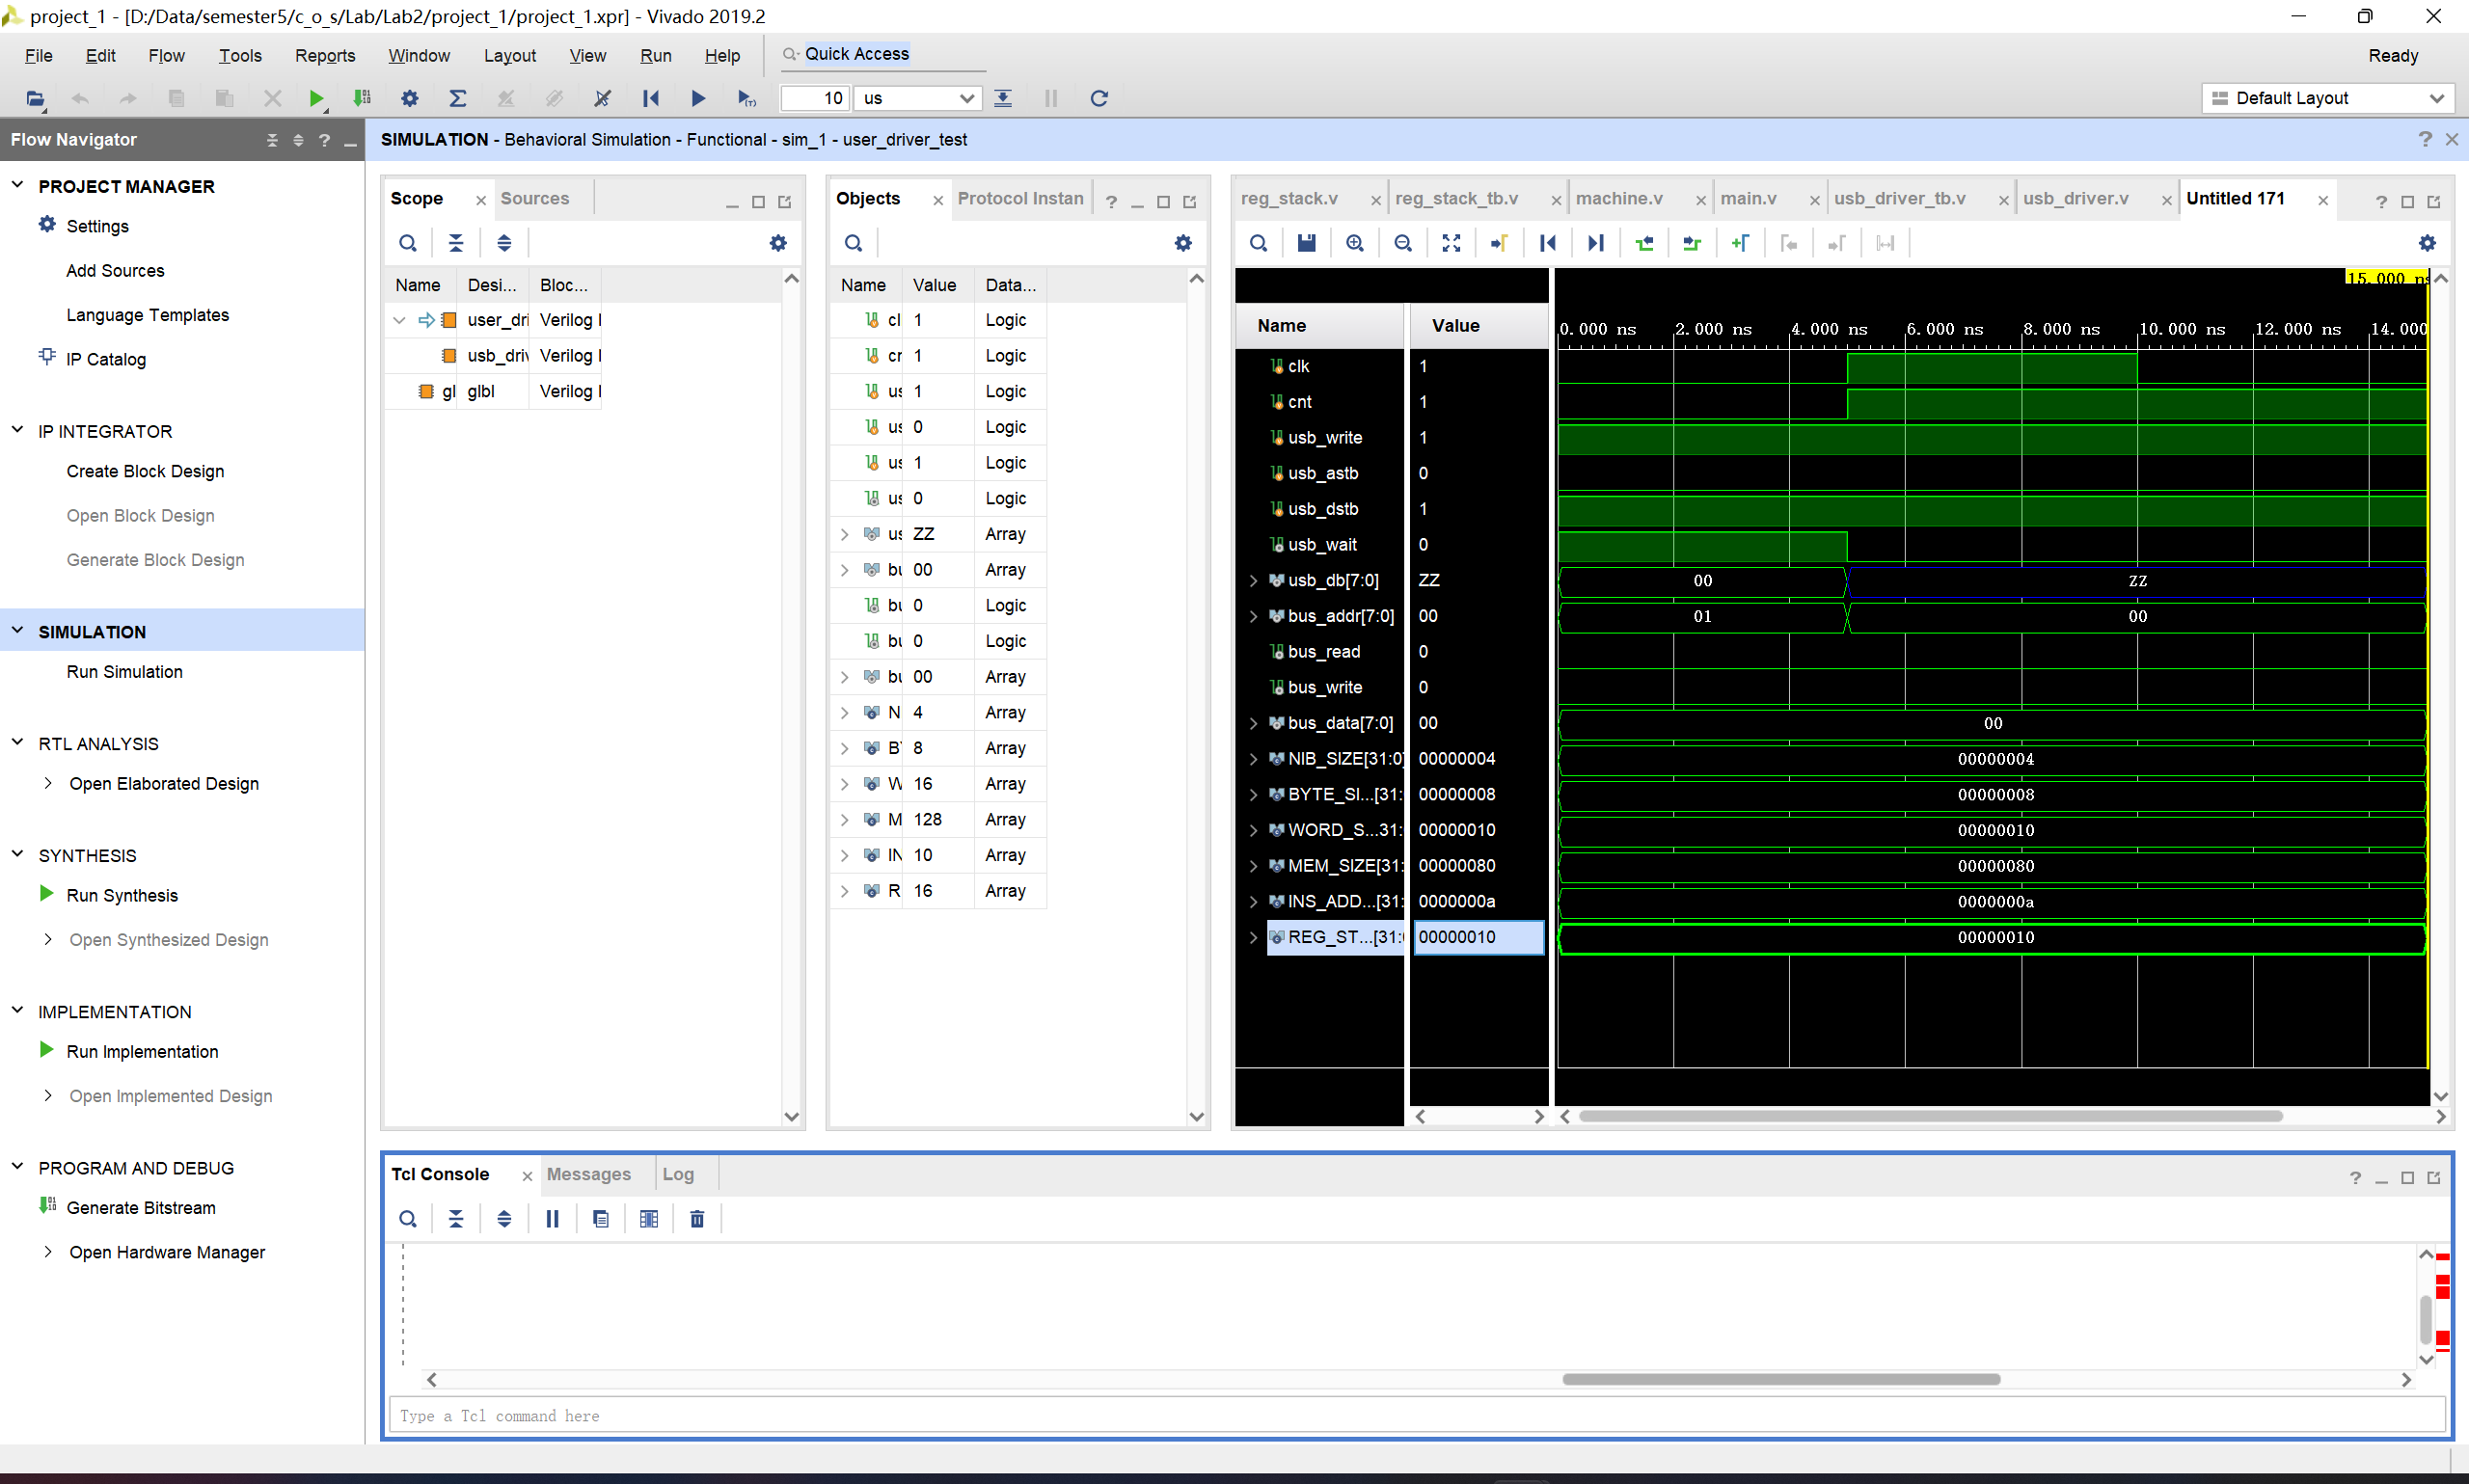 project_1 - [D:/Data/semester5/c_o_s/Lab/Lab2/project_1/project_1.xpr] - Vivado 2019.2
File Edit Flow Tools Reports Window Layout View Run Help Quick Access Ready
10 us Default Layout
Flow Navigator
SIMULATION - Behavioral Simulation - Functional - sim_1 - user_driver_test
PROJECT MANAGER
Settings
Add Sources
Language Templates
IP Catalog
IP INTEGRATOR
Create Block Design
Open Block Design
Generate Block Design
SIMULATION
Run Simulation
RTL ANALYSIS
Open Elaborated Design
SYNTHESIS
Run Synthesis
Open Synthesized Design
IMPLEMENTATION
Run Implementation
Open Implemented Design
PROGRAM AND DEBUG
Generate Bitstream
Open Hardware Manager
Scope Sources
Name Desi... Bloc...
user_dri Verilog
usb_driv Verilog
gl glbl Verilog
Objects Protocol Instan
Name Value Data...
cl 1 Logic
cr 1 Logic
us 1 Logic
us 0 Logic
us 1 Logic
us 0 Logic
us ZZ Array
bu 00 Array
bu 0 Logic
bu 0 Logic
bu 00 Array
N 4 Array
B 8 Array
W 16 Array
M 128 Array
IN 10 Array
R 16 Array
reg_stack.v reg_stack_tb.v machine.v main.v usb_driver_tb.v usb_driver.v Untitled 171
15.000 ns
Name Value 0.000 ns 2.000 ns 4.000 ns 6.000 ns 8.000 ns 10.000 ns 12.000 ns 14.000
clk 1
cnt 1
usb_write 1
usb_astb 0
usb_dstb 1
usb_wait 0
usb_db[7:0] ZZ 00 ZZ
bus_addr[7:0] 00 01 00
bus_read 0
bus_write 0
bus_data[7:0] 00 00
NIB_SIZE[31:0] 00000004 00000004
BYTE_SI...[31: 00000008 00000008
WORD_S...31: 00000010 00000010
MEM_SIZE[31: 00000080 00000080
INS_ADD...[31: 0000000a 0000000a
REG_ST...[31:0 00000010 00000010
Tcl Console Messages Log
Type a Tcl command here